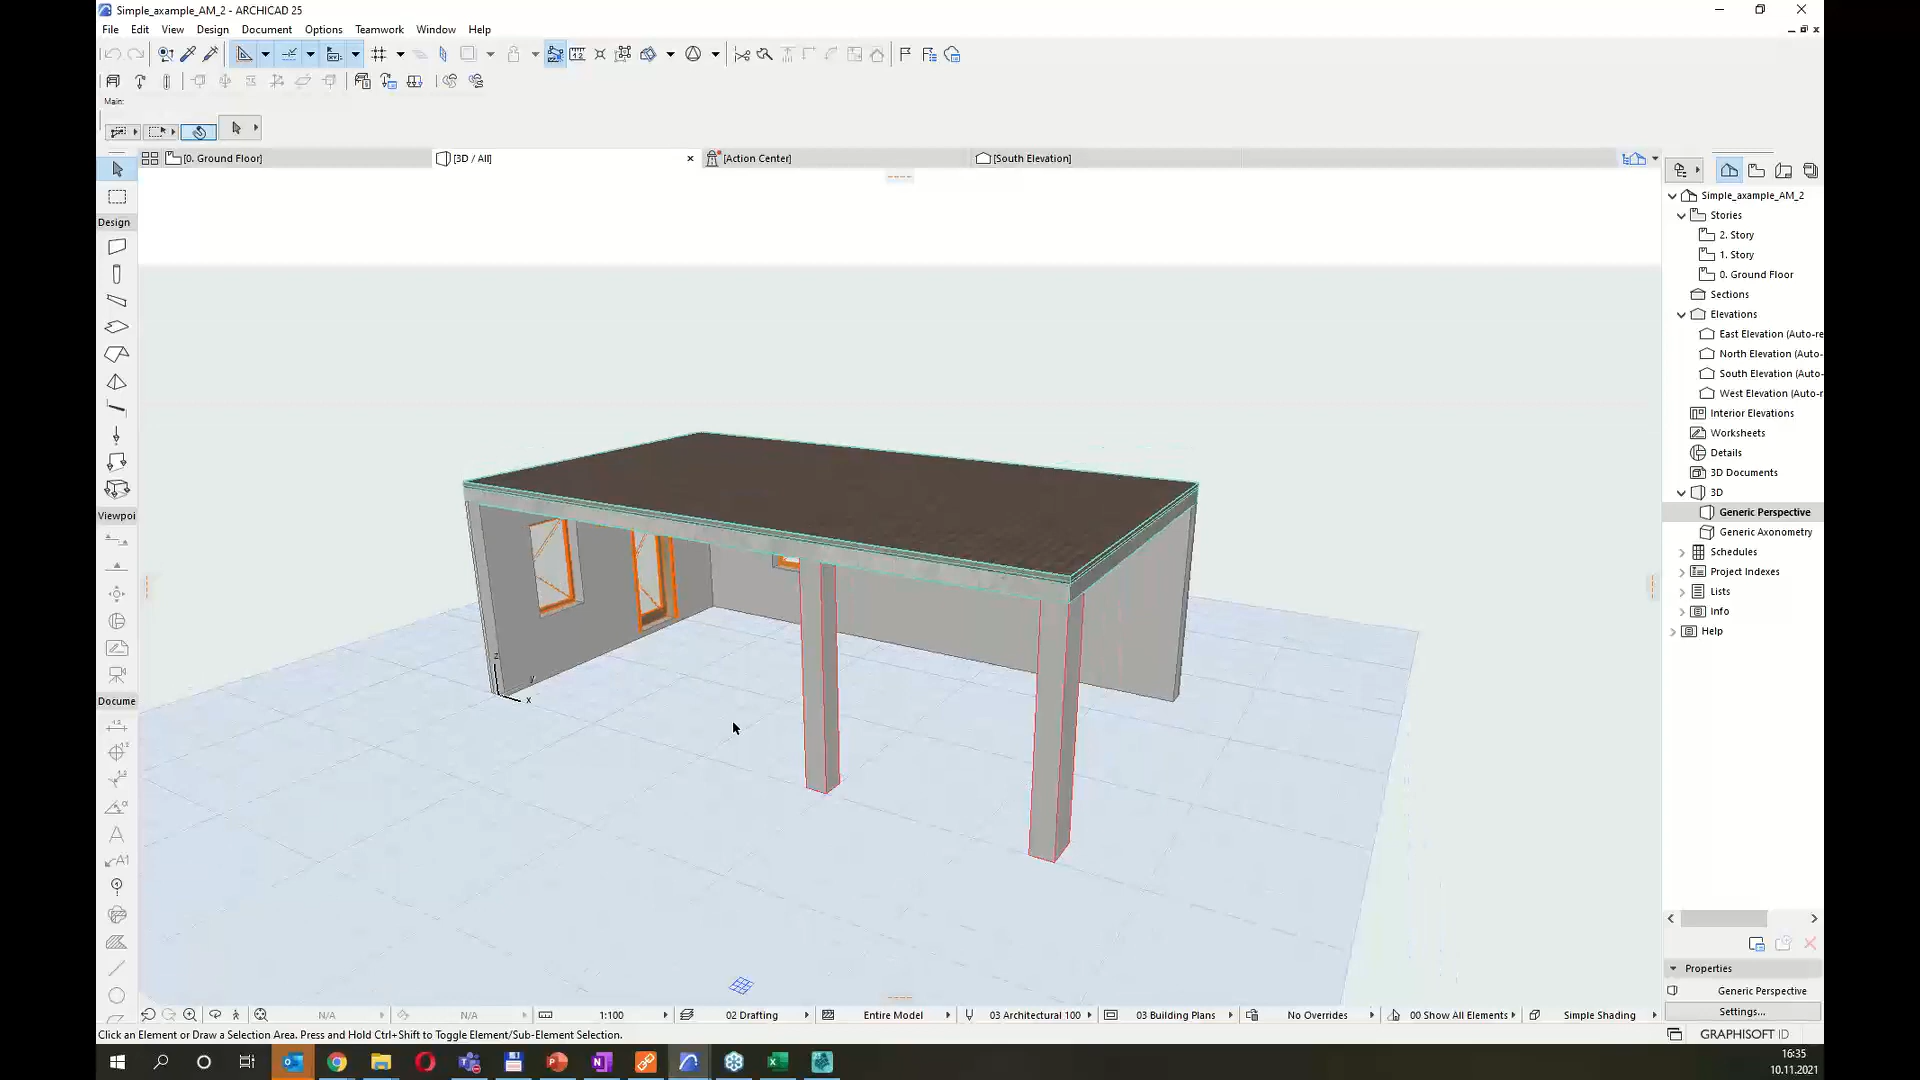 Simple_axample_AM_2 - ARCHICAD 25
File Edit View Design Document Options Teamwork Window Help
Main:
[0. Ground Floor] [3D / All] [Action Center] [South Elevation]
Design
Viewpoi
Docume
Simple_axample_AM_2
Stories
2. Story
1. Story
0. Ground Floor
Sections
Elevations
East Elevation (Auto-re
North Elevation (Auto-
South Elevation (Auto-
West Elevation (Auto-r
Interior Elevations
Worksheets
Details
3D Documents
3D
Generic Perspective
Generic Axonometry
Schedules
Project Indexes
Lists
Info
Help
z
y
x
Properties
Generic Perspective
Settings...
N/A N/A 1:100 02 Drafting Entire Model 03 Architectural 100 03 Building Plans No Overrides 00 Show All Elements Simple Shading
Click an Element or Draw a Selection Area. Press and Hold Ctrl+Shift to Toggle Element/Sub-Element Selection.
GRAPHISOFT ID
16:35
10.11.2021